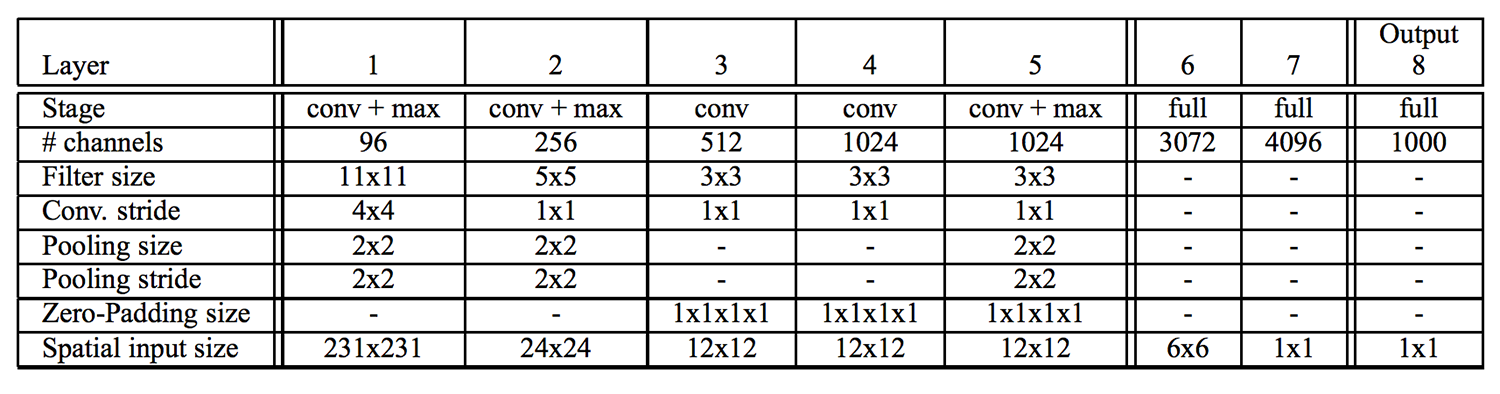 Layer 1 2 3 4 5 6 7 Output 8
Stage conv + max conv + max conv conv conv + max full full full
# channels 96 256 512 1024 1024 3072 4096 1000
Filter size 11x11 5x5 3x3 3x3 3x3 - - -
Conv. stride 4x4 1x1 1x1 1x1 1x1 - - -
Pooling size 2x2 2x2 - - 2x2 - - -
Pooling stride 2x2 2x2 - - 2x2 - - -
Zero-Padding size - - 1x1x1x1 1x1x1x1 1x1x1x1 - - -
Spatial input size 231x231 24x24 12x12 12x12 12x12 6x6 1x1 1x1